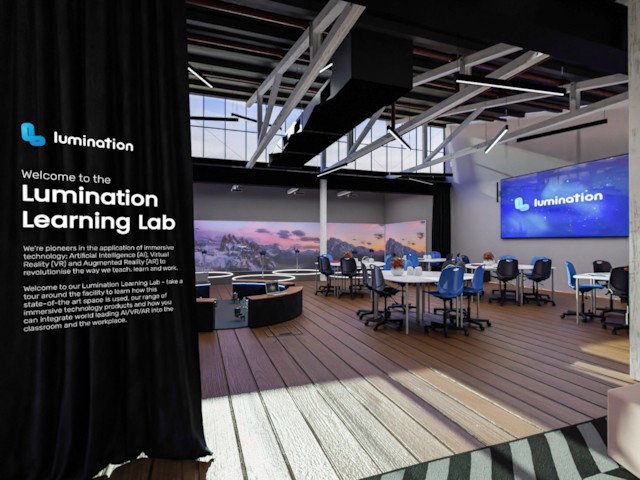 lumination
Welcome to the
Lumination
Learning Lab
We're pioneers in the application of immersive
technology: Artificial Intelligence (AI), Virtual
Reality (VR) and Augmented Reality (AR) to
revolutionise the way we teach, learn and work.
Welcome to our Lumination Learning Lab – take a
tour around the facility to learn how this
state-of-the art space is used, our range of
immersive technology products and how you
can integrate world leading AI/VR/AR into the
classroom and the workplace.
lumination